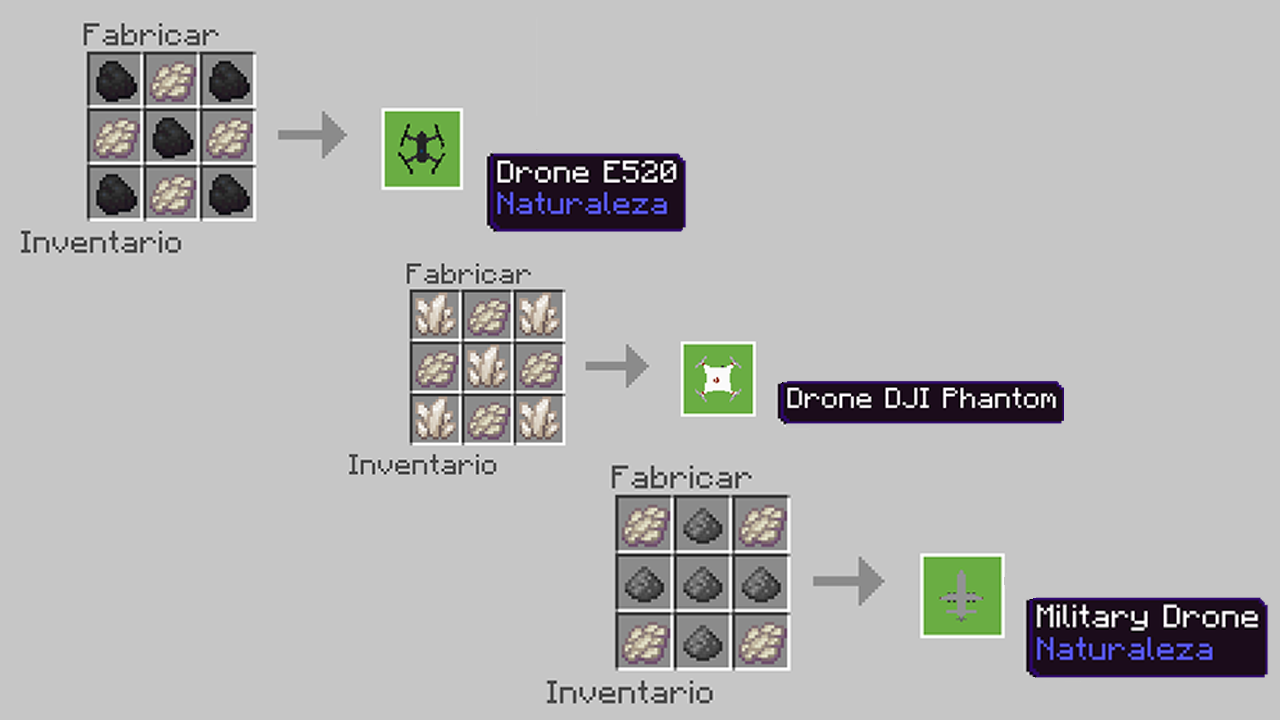 Fabricar
Drone E520
Naturaleza
Inventario
Fabricar
Drone DJI Phantom
Inventario
Fabricar
Military Drone
Naturaleza
Inventario